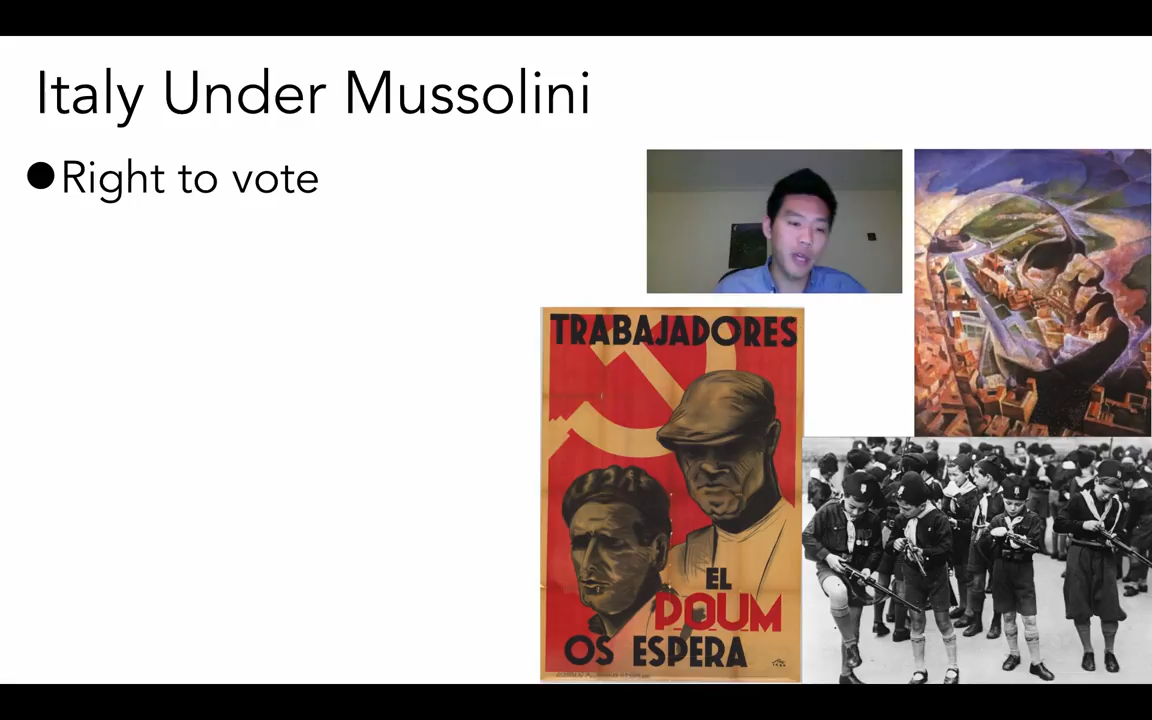 Italy Under Mussolini
●Right to vote
TRABAJADORES
EL
POUM
OS ESPERA